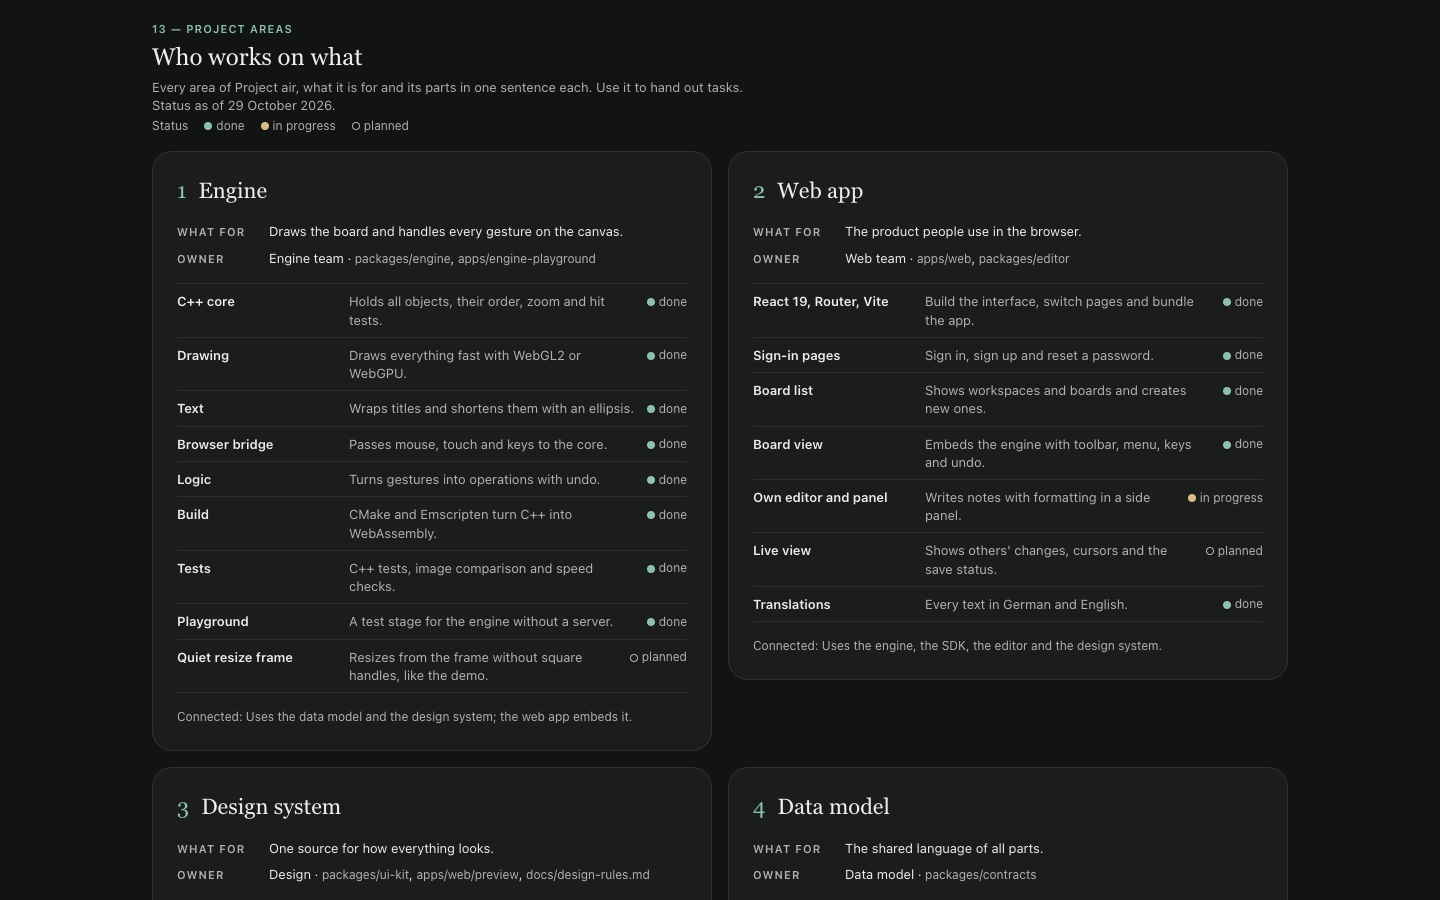 13 — PROJECT AREAS
Who works on what
Every area of Project air, what it is for and its parts in one sentence each. Use it to hand out tasks.
Status as of 29 October 2026.
Status done in progress planned
1 Engine
WHAT FOR Draws the board and handles every gesture on the canvas.
OWNER Engine team · packages/engine, apps/engine-playground
C++ core Holds all objects, their order, zoom and hit done
tests.
Drawing Draws everything fast with WebGL2 or done
WebGPU.
Text Wraps titles and shortens them with an ellipsis. done
Browser bridge Passes mouse, touch and keys to the core. done
Logic Turns gestures into operations with undo. done
Build CMake and Emscripten turn C++ into done
WebAssembly.
Tests C++ tests, image comparison and speed done
checks.
Playground A test stage for the engine without a server. done
Quiet resize frame Resizes from the frame without square planned
handles, like the demo.
Connected: Uses the data model and the design system; the web app embeds it.
2 Web app
WHAT FOR The product people use in the browser.
OWNER Web team · apps/web, packages/editor
React 19, Router, Vite Build the interface, switch pages and bundle done
the app.
Sign-in pages Sign in, sign up and reset a password. done
Board list Shows workspaces and boards and creates done
new ones.
Board view Embeds the engine with toolbar, menu, keys done
and undo.
Own editor and panel Writes notes with formatting in a side in progress
panel.
Live view Shows others' changes, cursors and the planned
save status.
Translations Every text in German and English. done
Connected: Uses the engine, the SDK, the editor and the design system.
3 Design system
WHAT FOR One source for how everything looks.
OWNER Design · packages/ui-kit, apps/web/preview, docs/design-rules.md
4 Data model
WHAT FOR The shared language of all parts.
OWNER Data model · packages/contracts